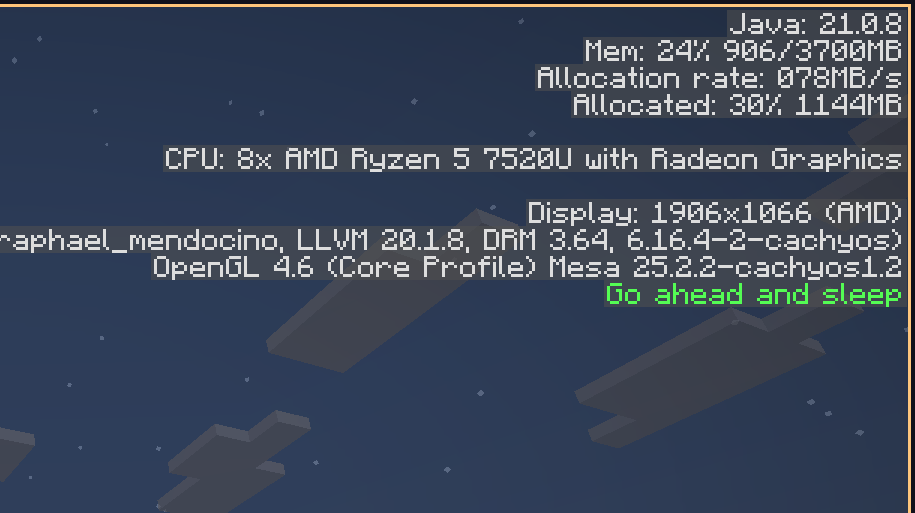 Java: 21.0.8
Mem: 24% 906/3700MB
Allocation rate: 078MB/s
Allocated: 30% 1144MB
CPU: 8x AMD Ryzen 5 7520U with Radeon Graphics
Display: 1906x1066 (AMD)
raphael_mendocino, LLVM 20.1.8, DRM 3.64, 6.16.4-2-cachyos)
OpenGL 4.6 (Core Profile) Mesa 25.2.2-cachyos1.2
Go ahead and sleep